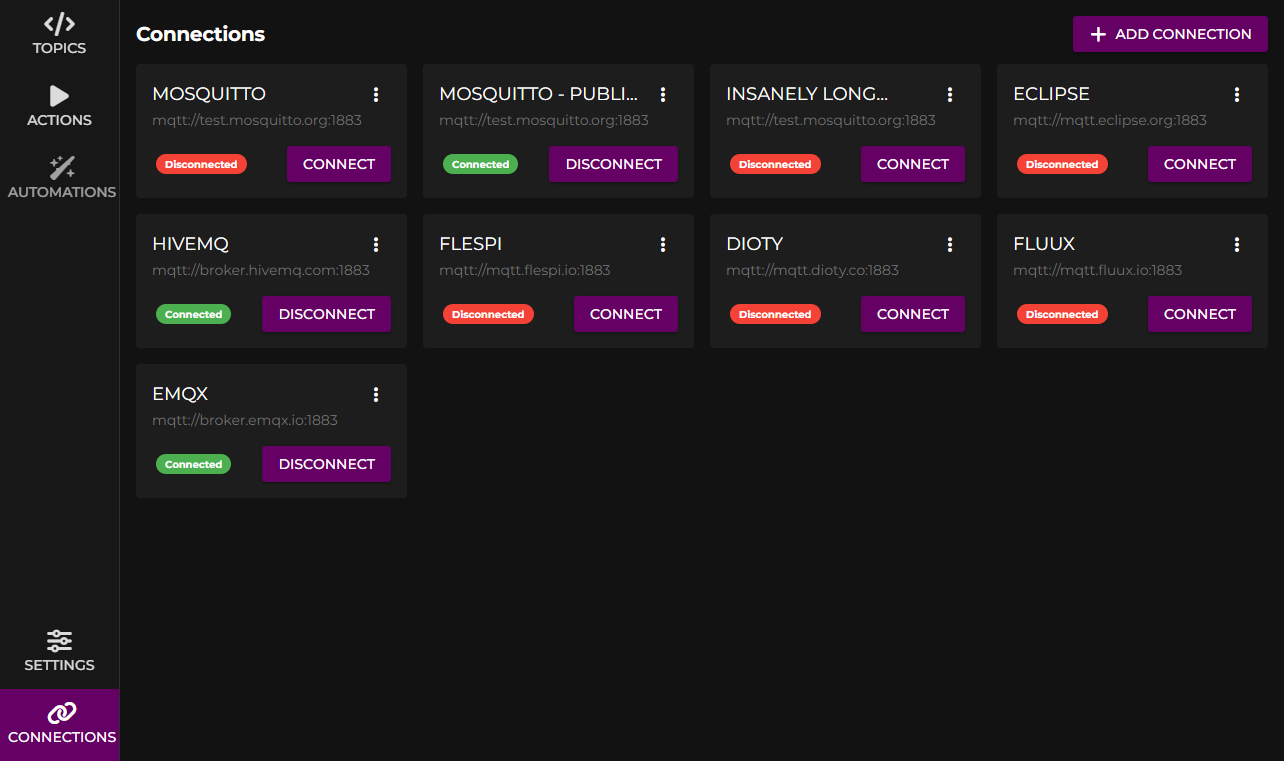 TOPICS
ACTIONS
AUTOMATIONS
SETTINGS
CONNECTIONS
Connections
ADD CONNECTION
MOSQUITTO
mqtt://test.mosquitto.org:1883
Disconnected
CONNECT
MOSQUITTO - PUBLI...
mqtt://test.mosquitto.org:1883
Connected
DISCONNECT
INSANELY LONG...
mqtt://test.mosquitto.org:1883
Disconnected
CONNECT
ECLIPSE
mqtt://mqtt.eclipse.org:1883
Disconnected
CONNECT
HIVEMQ
mqtt://broker.hivemq.com:1883
Connected
DISCONNECT
FLESPI
mqtt://mqtt.flespi.io:1883
Disconnected
CONNECT
DIOTY
mqtt://mqtt.dioty.co:1883
Disconnected
CONNECT
FLUUX
mqtt://mqtt.fluux.io:1883
Disconnected
CONNECT
EMQX
mqtt://broker.emqx.io:1883
Connected
DISCONNECT